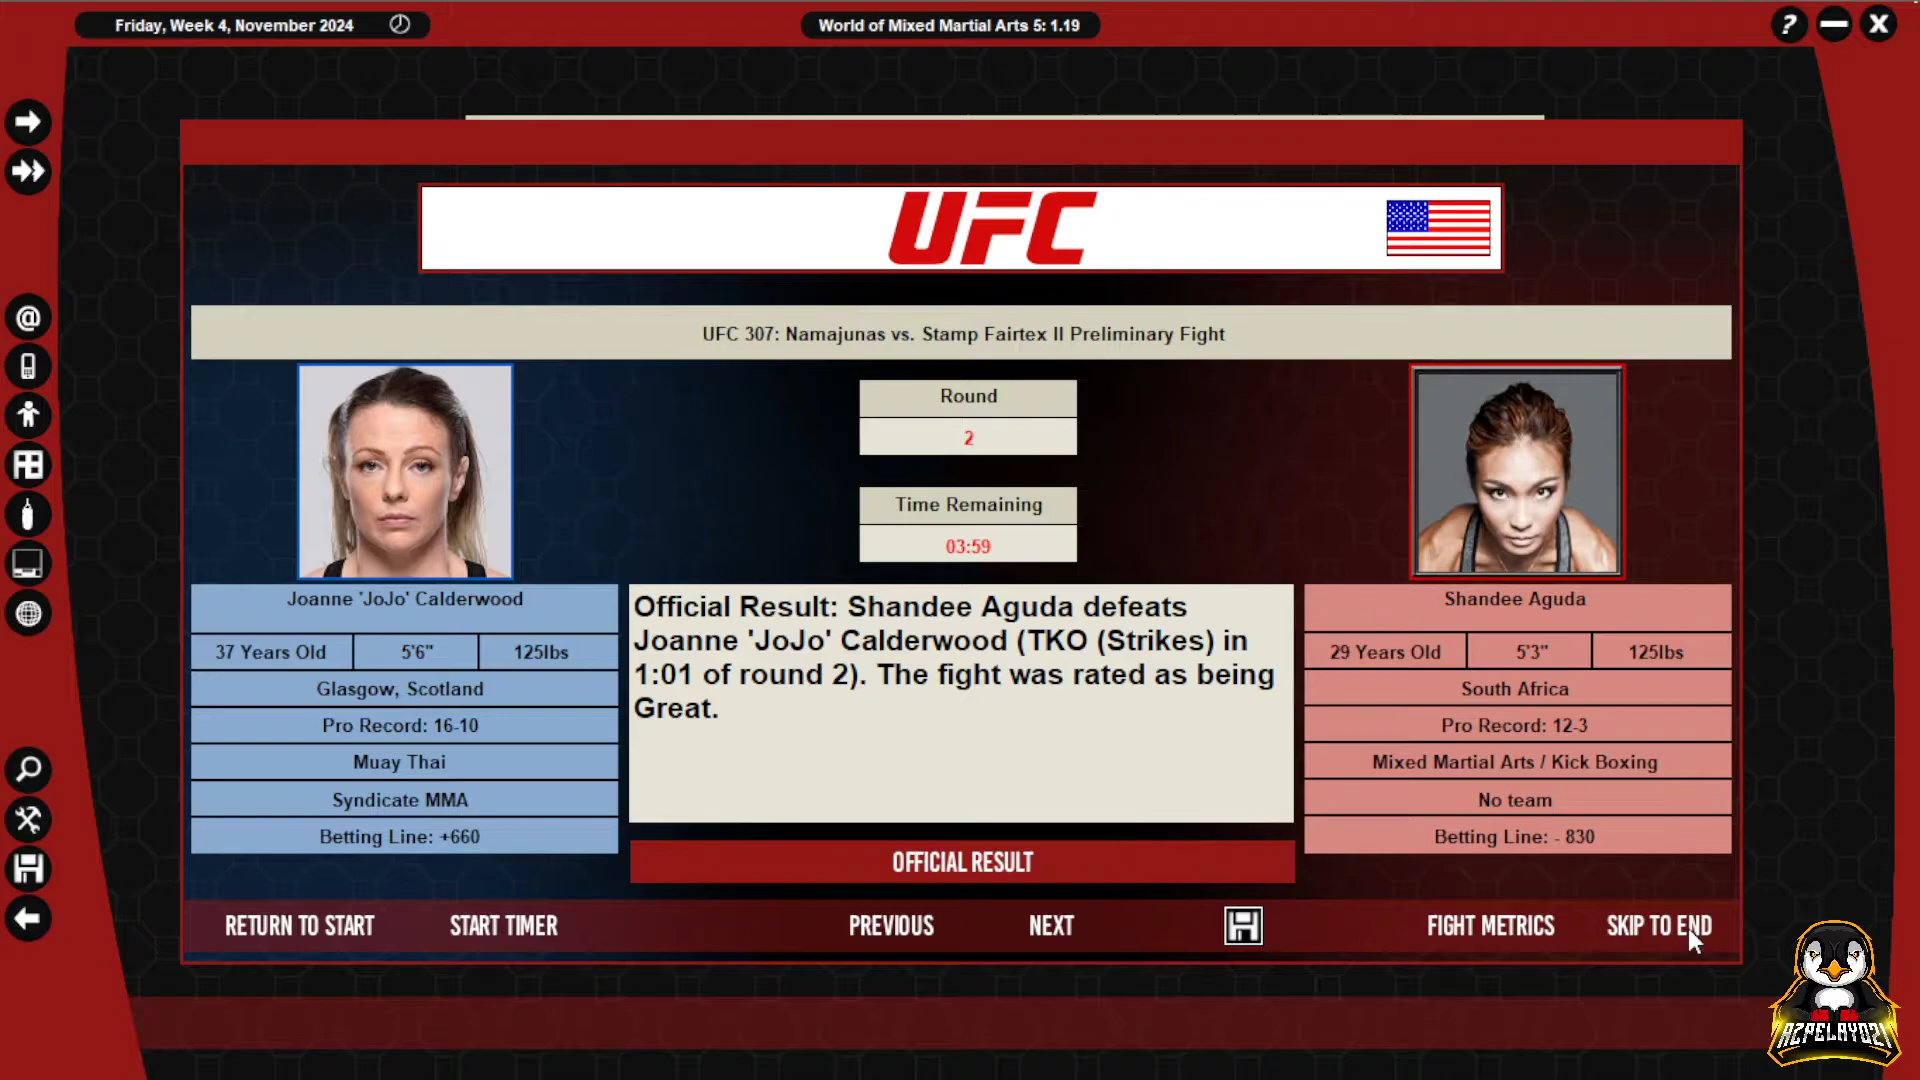 Friday, Week 4, November 2024
World of Mixed Martial Arts 5: 1.19
?
X
@
UFC
UFC 307: Namajunas vs. Stamp Fairtex II Preliminary Fight
Round
2
Time Remaining
03:59
Joanne 'JoJo' Calderwood
37 Years Old
5'6"
125lbs
Glasgow, Scotland
Pro Record: 16-10
Muay Thai
Syndicate MMA
Betting Line: +660
Official Result: Shandee Aguda defeats
Joanne 'JoJo' Calderwood (TKO (Strikes) in
1:01 of round 2). The fight was rated as being
Great.
OFFICIAL RESULT
Shandee Aguda
29 Years Old
5'3"
125lbs
South Africa
Pro Record: 12-3
Mixed Martial Arts / Kick Boxing
No team
Betting Line: - 830
RETURN TO START
START TIMER
PREVIOUS
NEXT
FIGHT METRICS
SKIP TO END
AZPELAYO21